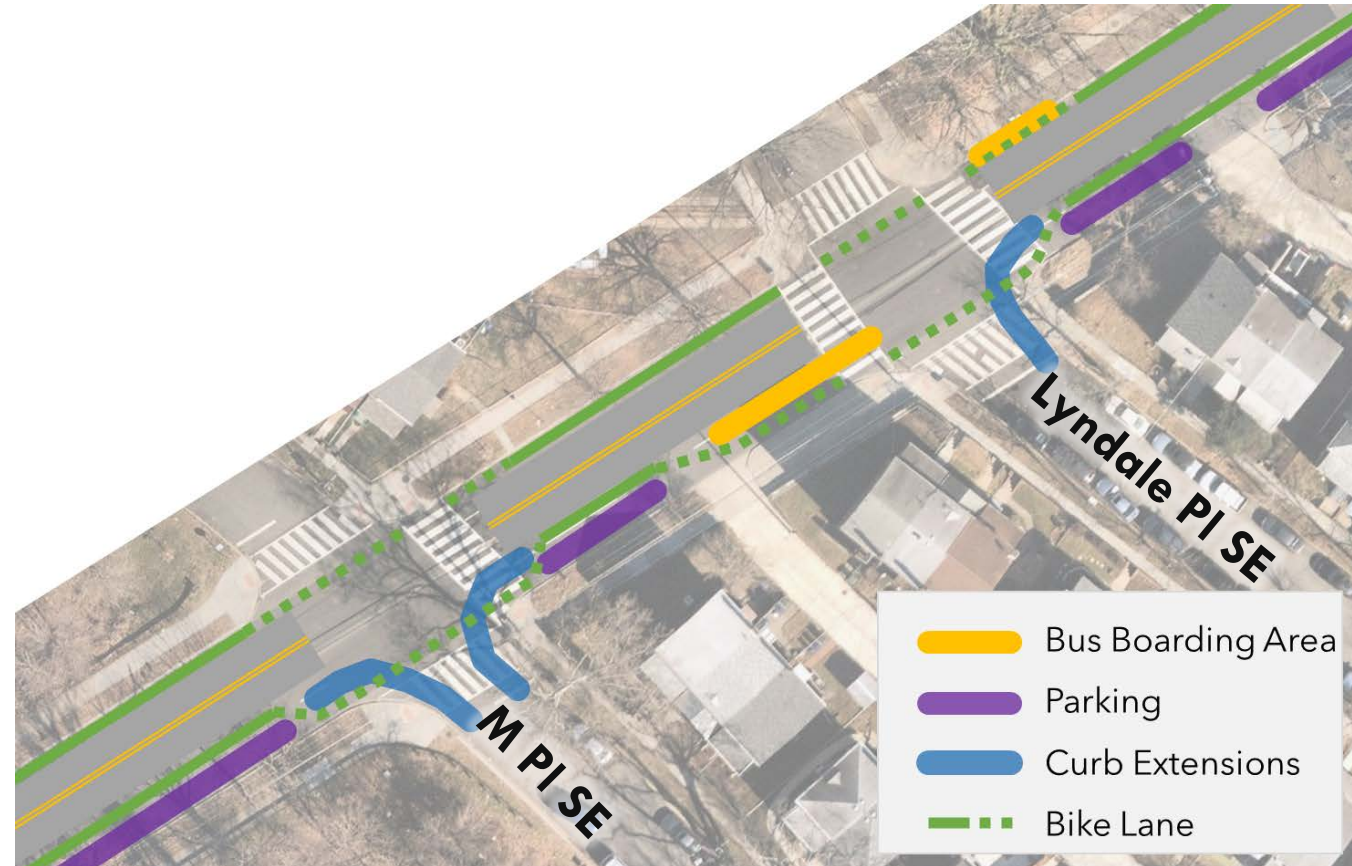 Lyndale Pl SE
M Pl SE
Bus Boarding Area
Parking
Curb Extensions
Bike Lane